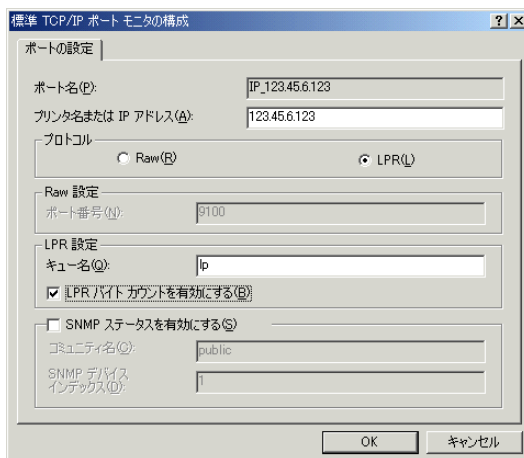 標準 TCP/IP ポート モニタの構成
ポートの設定
ポート名(P):
IP_123.45.6.123
プリンタ名または IP アドレス(A):
123.45.6.123
プロトコル
Raw(R)
LPR(L)
Raw 設定
ポート番号(N):
9100
LPR 設定
キュー名(Q):
lp
LPR バイト カウントを有効にする(B)
SNMP ステータスを有効にする(S)
コミュニティ名(C):
public
SNMP デバイス
インデックス(D):
1
OK
キャンセル